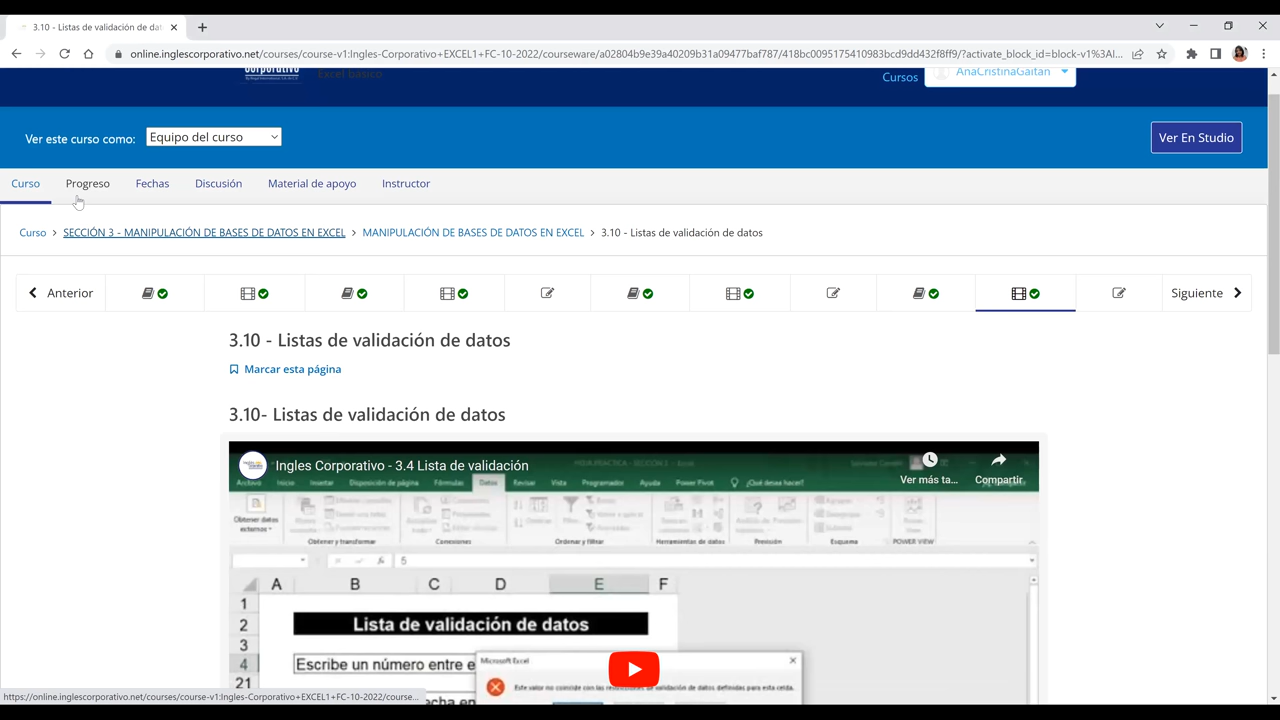 3.10 - Listas de validación de dat
online.inglescorporativo.net/courses/course-v1:Ingles-Corporativo+EXCEL1+FC-10-2022/courseware/a02804b9e39a40209b31a09477baf787/418bc0095175410983bcd9dd432f8ff9/?activate_block_id=block-v1%3AI...
corporativo
Excel básico
Cursos
AnaCristinaGaitan
Ver este curso como:
Equipo del curso
Ver En Studio
Curso Progreso Fechas Discusión Material de apoyo Instructor
Curso > SECCIÓN 3 - MANIPULACIÓN DE BASES DE DATOS EN EXCEL > MANIPULACIÓN DE BASES DE DATOS EN EXCEL > 3.10 - Listas de validación de datos
Anterior
Siguiente
3.10 - Listas de validación de datos
Marcar esta página
3.10- Listas de validación de datos
Ingles Corporativo - 3.4 Lista de validación
Ver más ta...
Compartir
Archivo Inicio Insertar Disposición de página Fórmulas Datos Revisar Vista Programador Ayuda Power Pivot ¿Qué desea hacer?
Obtener datos
externos
Obtener y transformar Conexiones Ordenar y filtrar Herramientas de datos Previsión Esquema POWER VIEW
5
A B C D E F
1
2 Lista de validación de datos
3
4 Escribe un número entre e
Microsoft Excel
21
Este valor no coincide con las restricciones de validación de datos definidas para esta celda.
https://online.inglescorporativo.net/courses/course-v1:Ingles-Corporativo+EXCEL1+FC-10-2022/course...